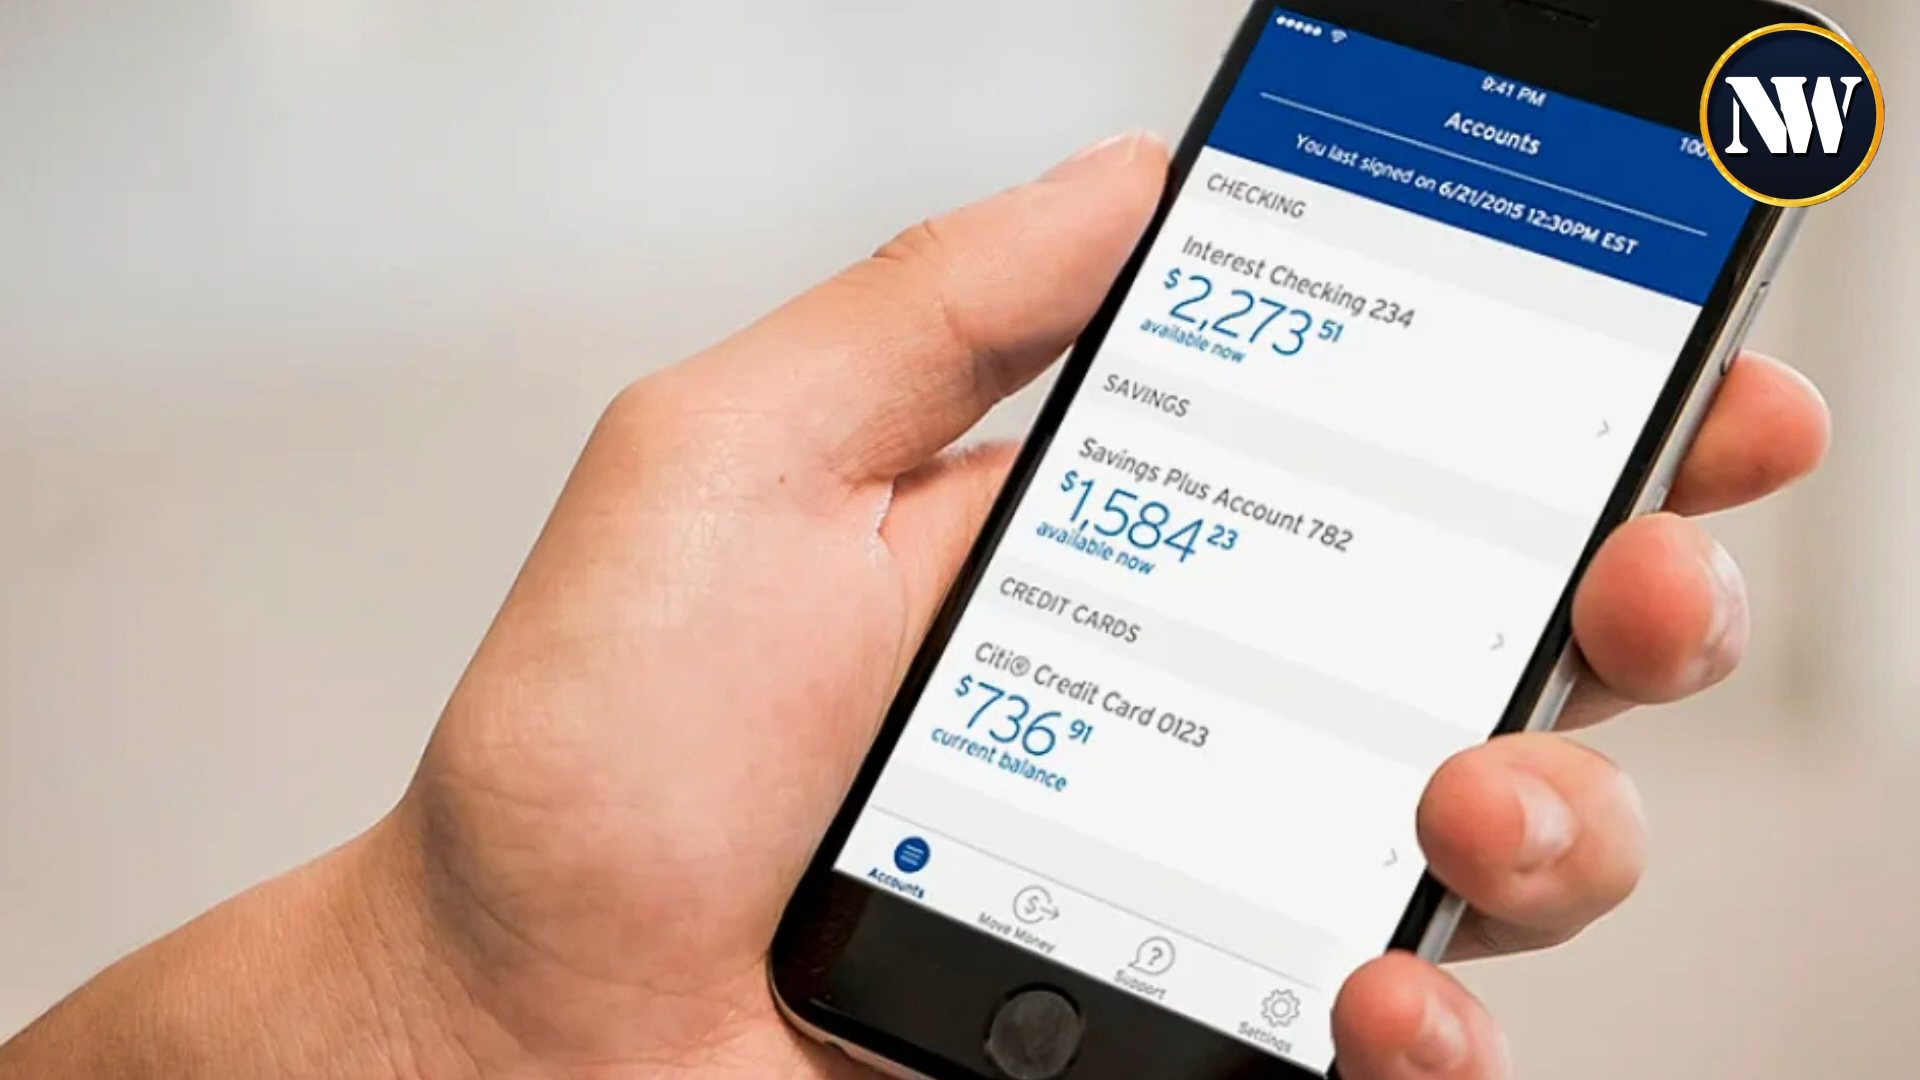 NW
9:41 PM
100
Accounts
You last signed on 6/21/2015 12:30PM EST
CHECKING
Interest Checking 234
$2,273 51
available now
SAVINGS
Savings Plus Account 782
$1,584 23
available now
CREDIT CARDS
Citi® Credit Card 0123
$736 91
current balance
Accounts
Move Money
Support
Settings